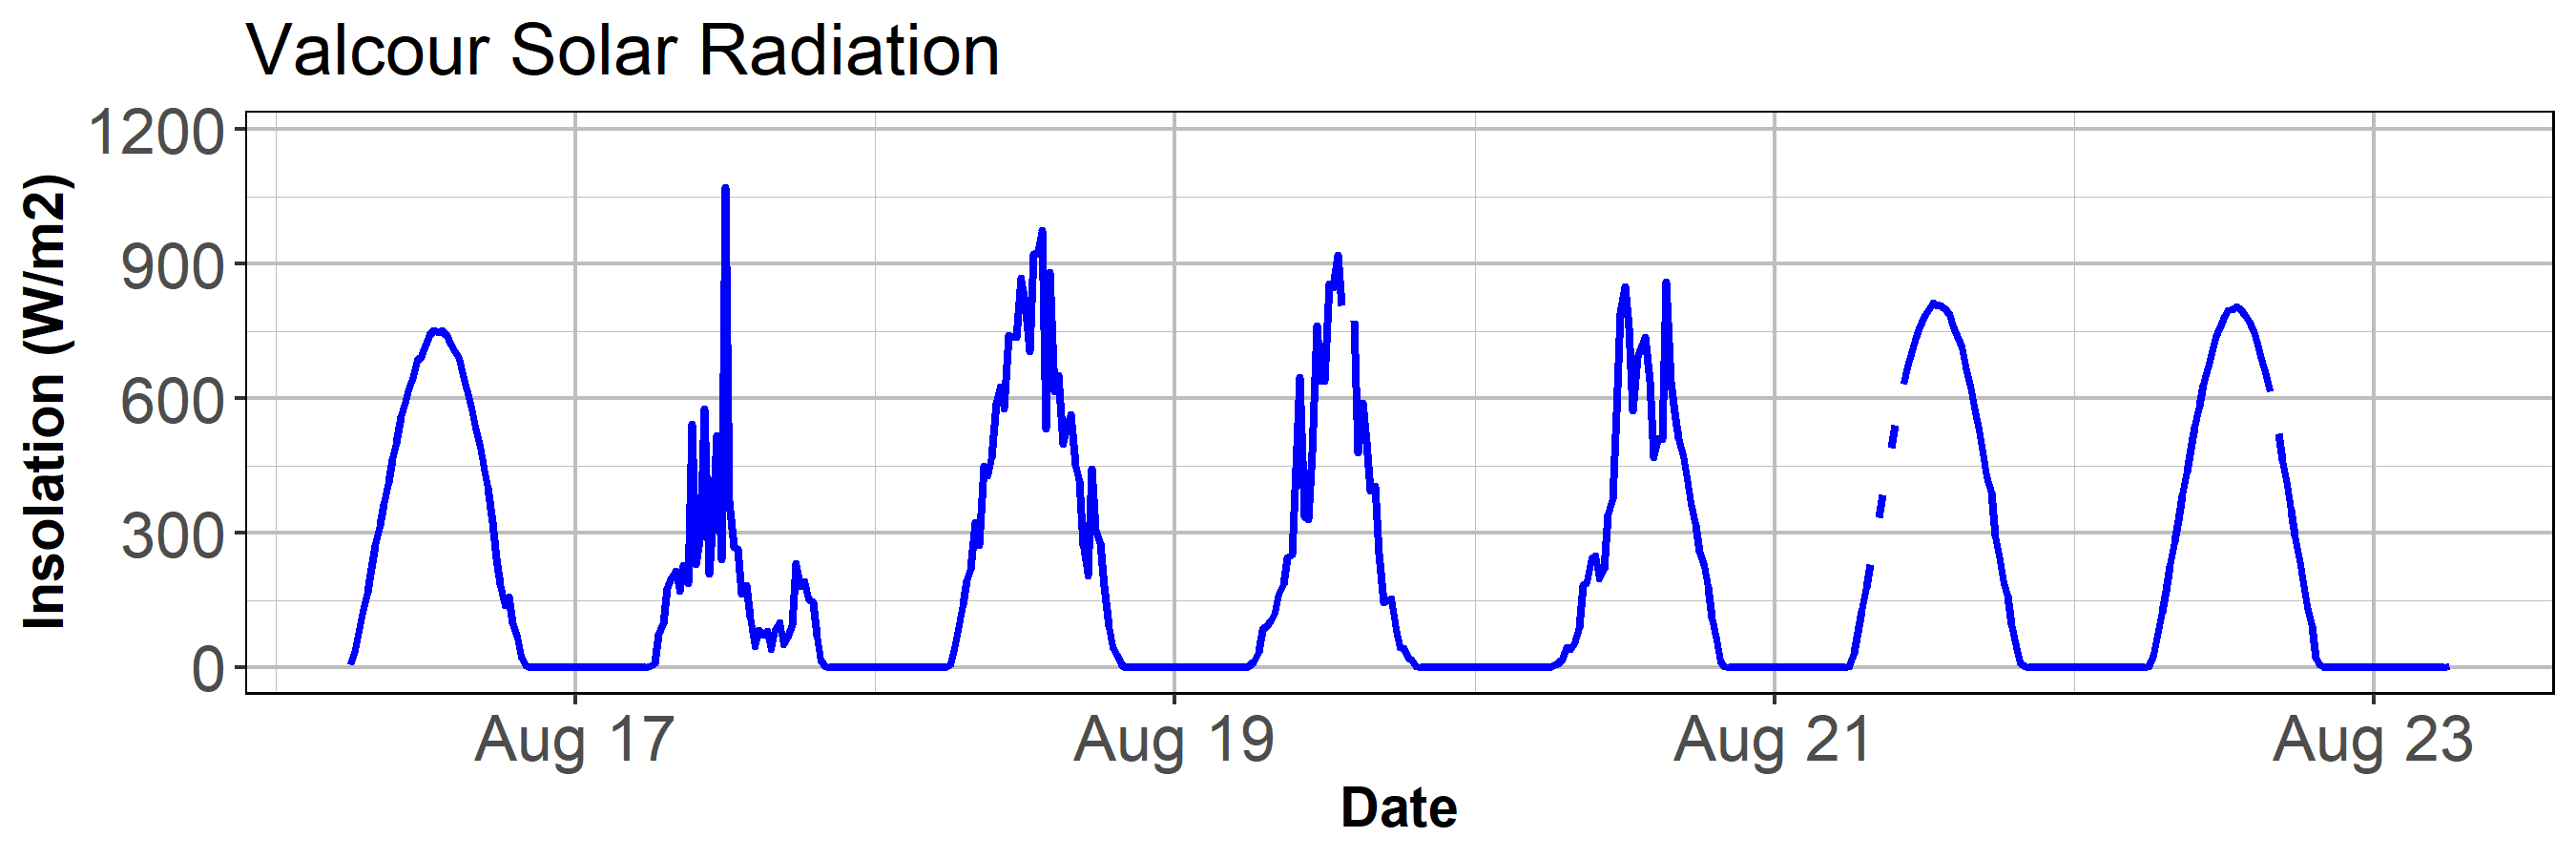 Valcour Solar Radiation
1200
900
600
300
0
Insolation (W/m2)
Aug 17 Aug 19 Aug 21 Aug 23
Date